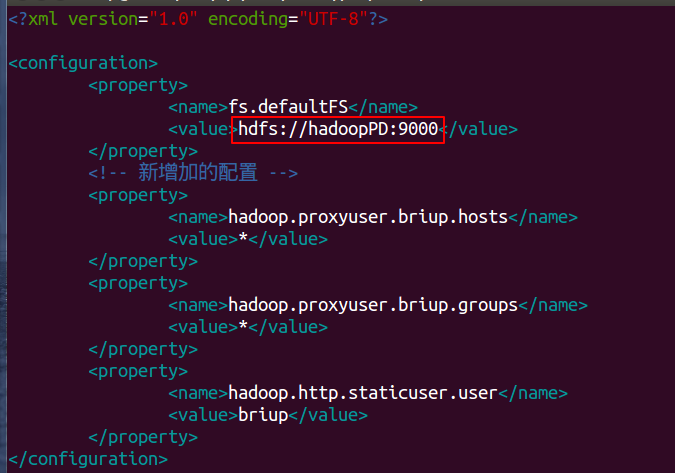 <?xml version="1.0" encoding="UTF-8"?>
<configuration>
<property>
<name>fs.defaultFS</name>
<value>hdfs://hadoopPD:9000</value>
</property>
<!-- 新增加的配置 -->
<property>
<name>hadoop.proxyuser.briup.hosts</name>
<value>*</value>
</property>
<property>
<name>hadoop.proxyuser.briup.groups</name>
<value>*</value>
</property>
<property>
<name>hadoop.http.staticuser.user</name>
<value>briup</value>
</property>
</configuration>